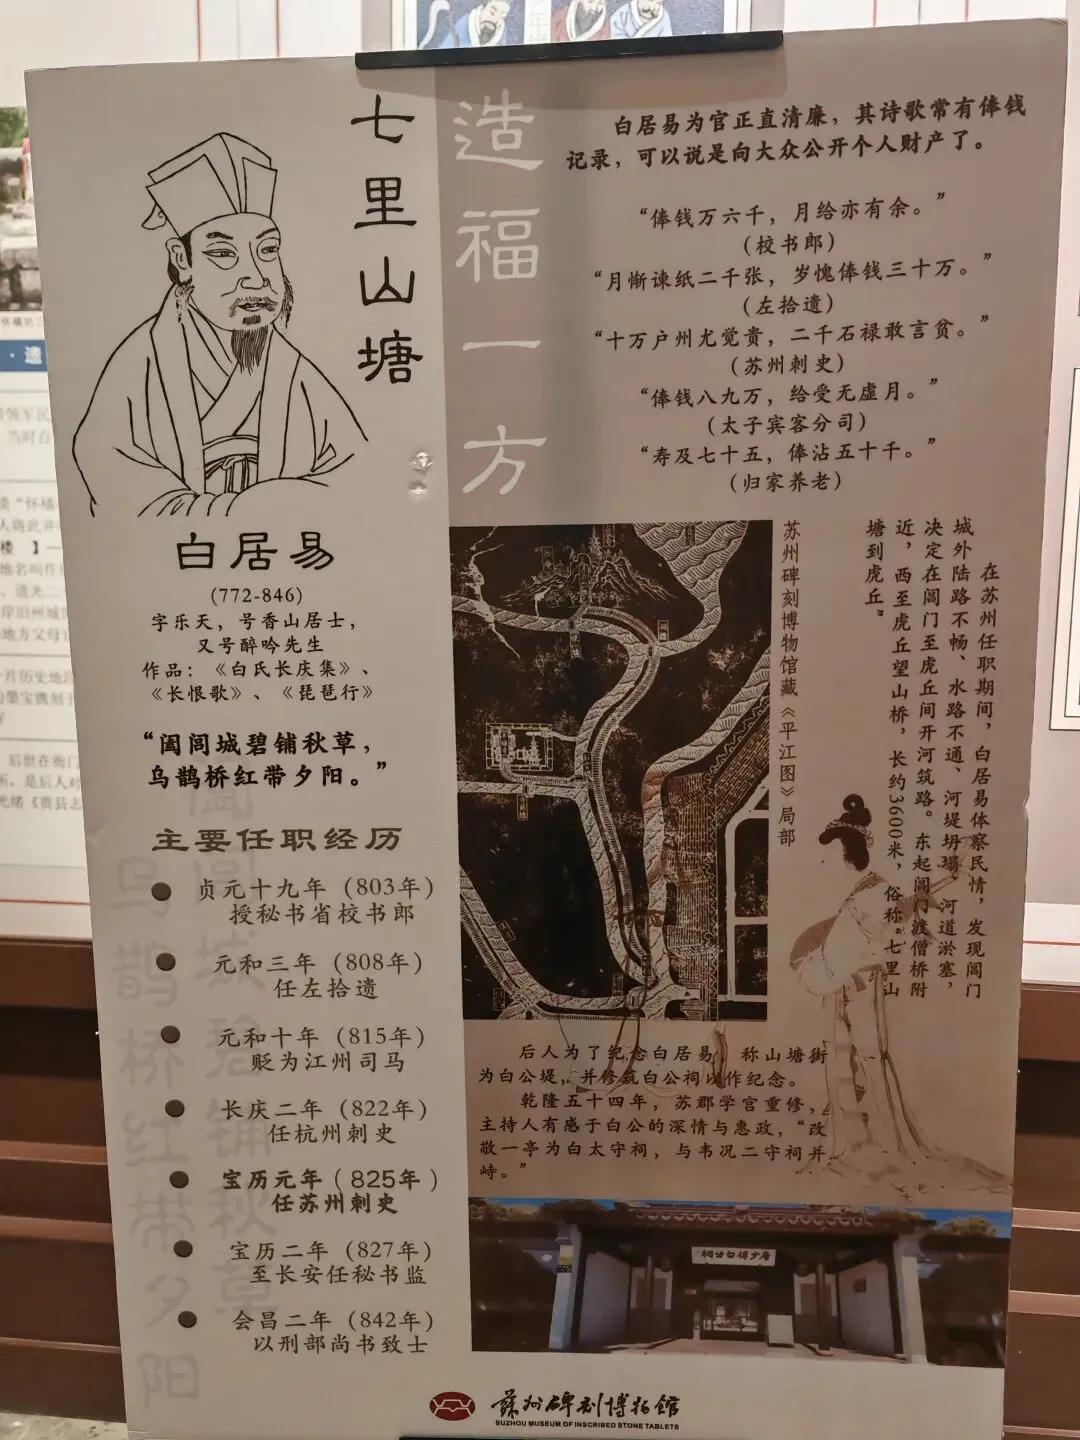 七里山塘
造福一方
白居易为官正直清廉，其诗歌常有俸钱
记录，可以说是向大众公开个人财产了。
“俸钱万六千，月给亦有余。”
(校书郎)
“月惭谏纸二千张，岁愧俸钱三十万。”
(左拾遗)
“十万户州尤觉贵，二千石禄敢言贫。”
(苏州刺史)
“俸钱八九万，给受无虚月。”
(太子宾客分司)
“寿及七十五，俸沾五十千。”
(归家养老)
白居易
(772-846)
字乐天，号香山居士，
又号醉吟先生
作品：《白氏长庆集》、
《长恨歌》、《琵琶行》
“阖闾城碧铺秋草，
乌鹊桥红带夕阳。”
主要任职经历
贞元十九年（803年）
授秘书省校书郎
元和三年（808年）
任左拾遗
元和十年（815年）
贬为江州司马
长庆二年（822年）
任杭州刺史
宝历元年（825年）
任苏州刺史
宝历二年（827年）
至长安任秘书监
会昌二年（842年）
以刑部尚书致士
阖闾城碧铺秋草
乌鹊桥红带夕阳
苏州碑刻博物馆藏《平江图》局部
在苏州任职期间，白居易体察民情，发现阊门
城外陆路不畅、水路不通、河堤坍塌、河道淤塞，
决定在阊门至虎丘间开河筑路。东起阊门渡僧桥附
近，西至虎丘望山桥，长约3600米，俗称“七里山
塘到虎丘”
后人为了纪念白居易，称山塘街
为白公堤，并修筑白公祠以作纪念。
乾隆五十四年，苏郡学宫重修，
主持人有感于白公的深情与惠政，“改
敬一亭为白太守祠，与韦况二守祠并
峙。”
唐少傅白公祠
蘇州碑刻博物館
SUZHOU MUSEUM OF INSCRIBED STONE TABLETS